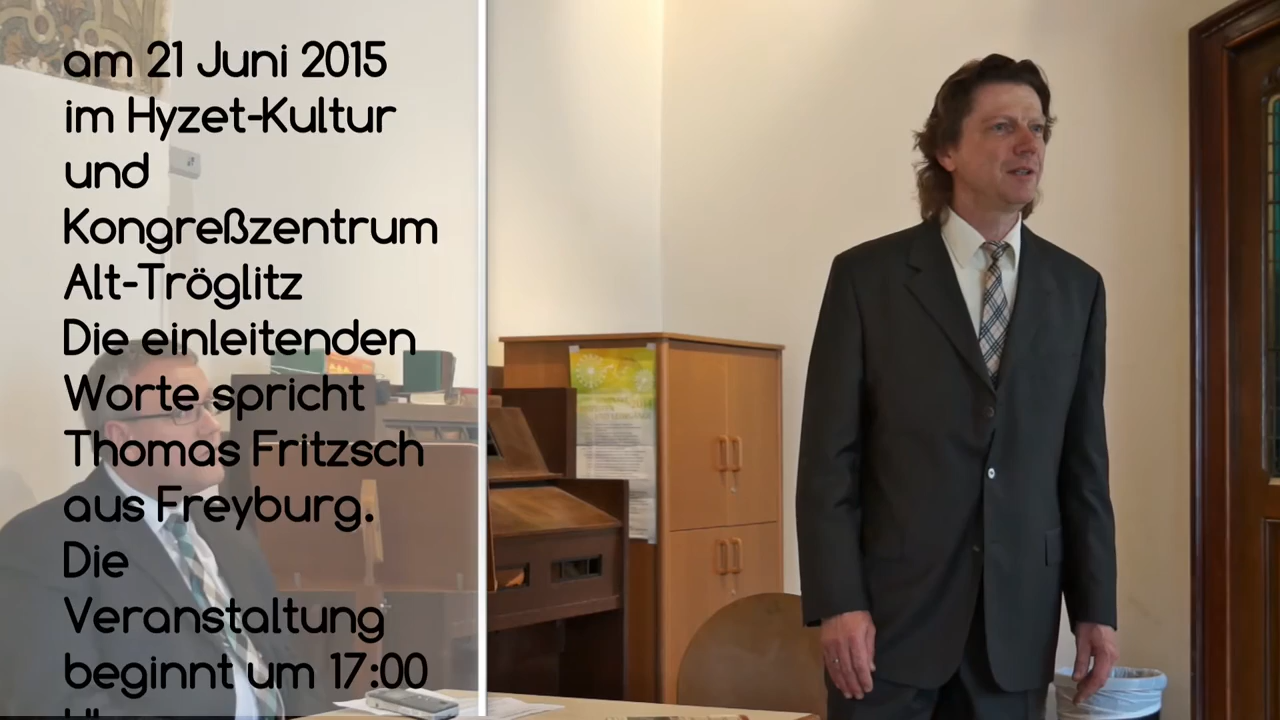 am 21 Juni 2015
im Hyzet-Kultur
und
Kongreßzentrum
Alt-Tröglitz
Die einleitenden
Worte spricht
Thomas Fritzsch
aus Freyburg.
Die
Veranstaltung
beginnt um 17:00